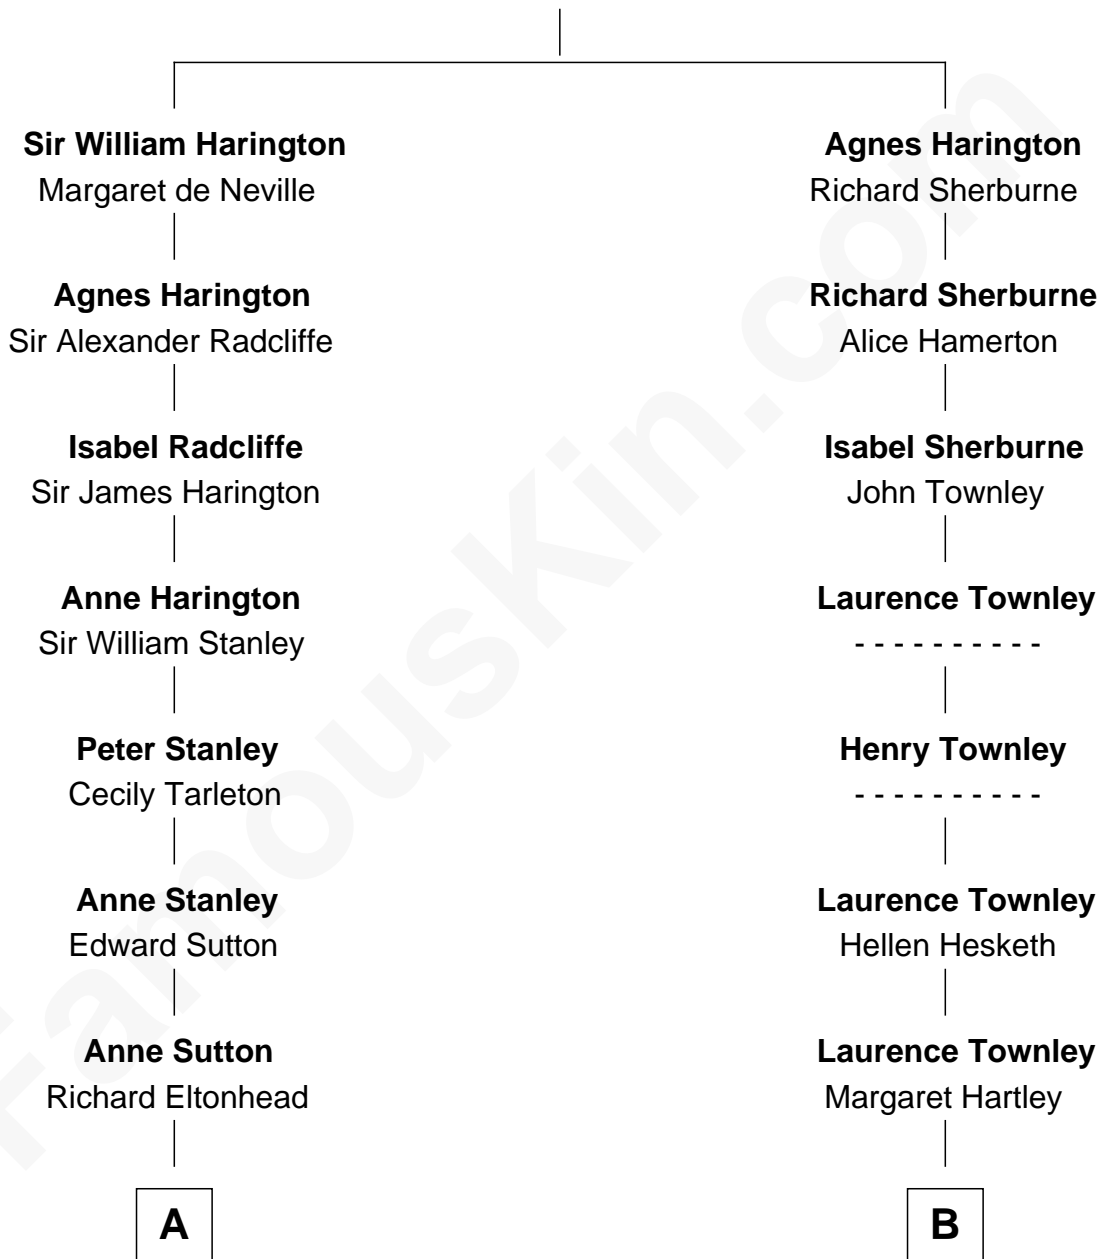 Sir William Harington
Margaret de Neville
Agnes Harington
Sir Alexander Radcliffe
Isabel Radcliffe
Sir James Harington
Anne Harington
Sir William Stanley
Peter Stanley
Cecily Tarleton
Anne Stanley
Edward Sutton
Anne Sutton
Richard Eltonhead
A
Agnes Harington
Richard Sherburne
Richard Sherburne
Alice Hamerton
Isabel Sherburne
John Townley
Laurence Townley
- - - - - - - - - -
Henry Townley
- - - - - - - - - -
Laurence Townley
Hellen Hesketh
Laurence Townley
Margaret Hartley
B
FamousKin.com